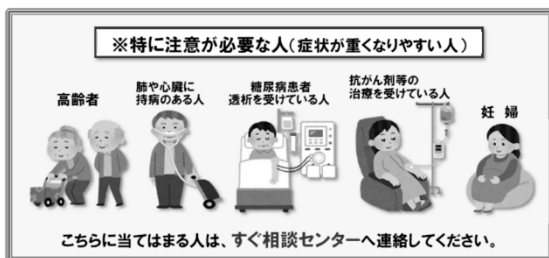 ※特に注意が必要な人(症状が重くなりやすい人)
高齢者
肺や心臓に
持病のある人
糖尿病患者
透析を受けている人
抗がん剤等の
治療を受けている人
妊 婦
こちらに当てはまる人は、すぐ相談センターへ連絡してください。